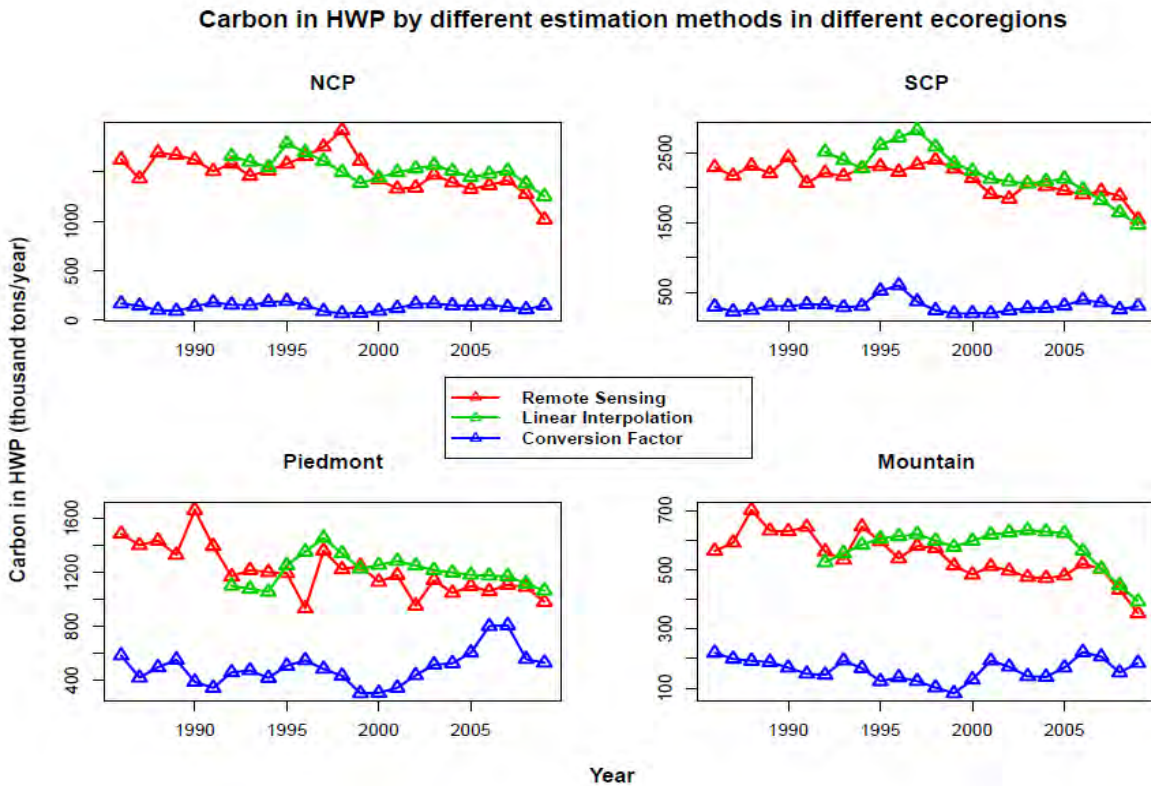 Carbon in HWP by different estimation methods in different ecoregions
NCP
SCP
0 500 1000
500 1500 2500
1990 1995 2000 2005
1990 1995 2000 2005
Carbon in HWP (thousand tons/year)
Remote Sensing
Linear Interpolation
Conversion Factor
Piedmont
Mountain
400 800 1200 1600
100 300 500 700
1990 1995 2000 2005
1990 1995 2000 2005
Year